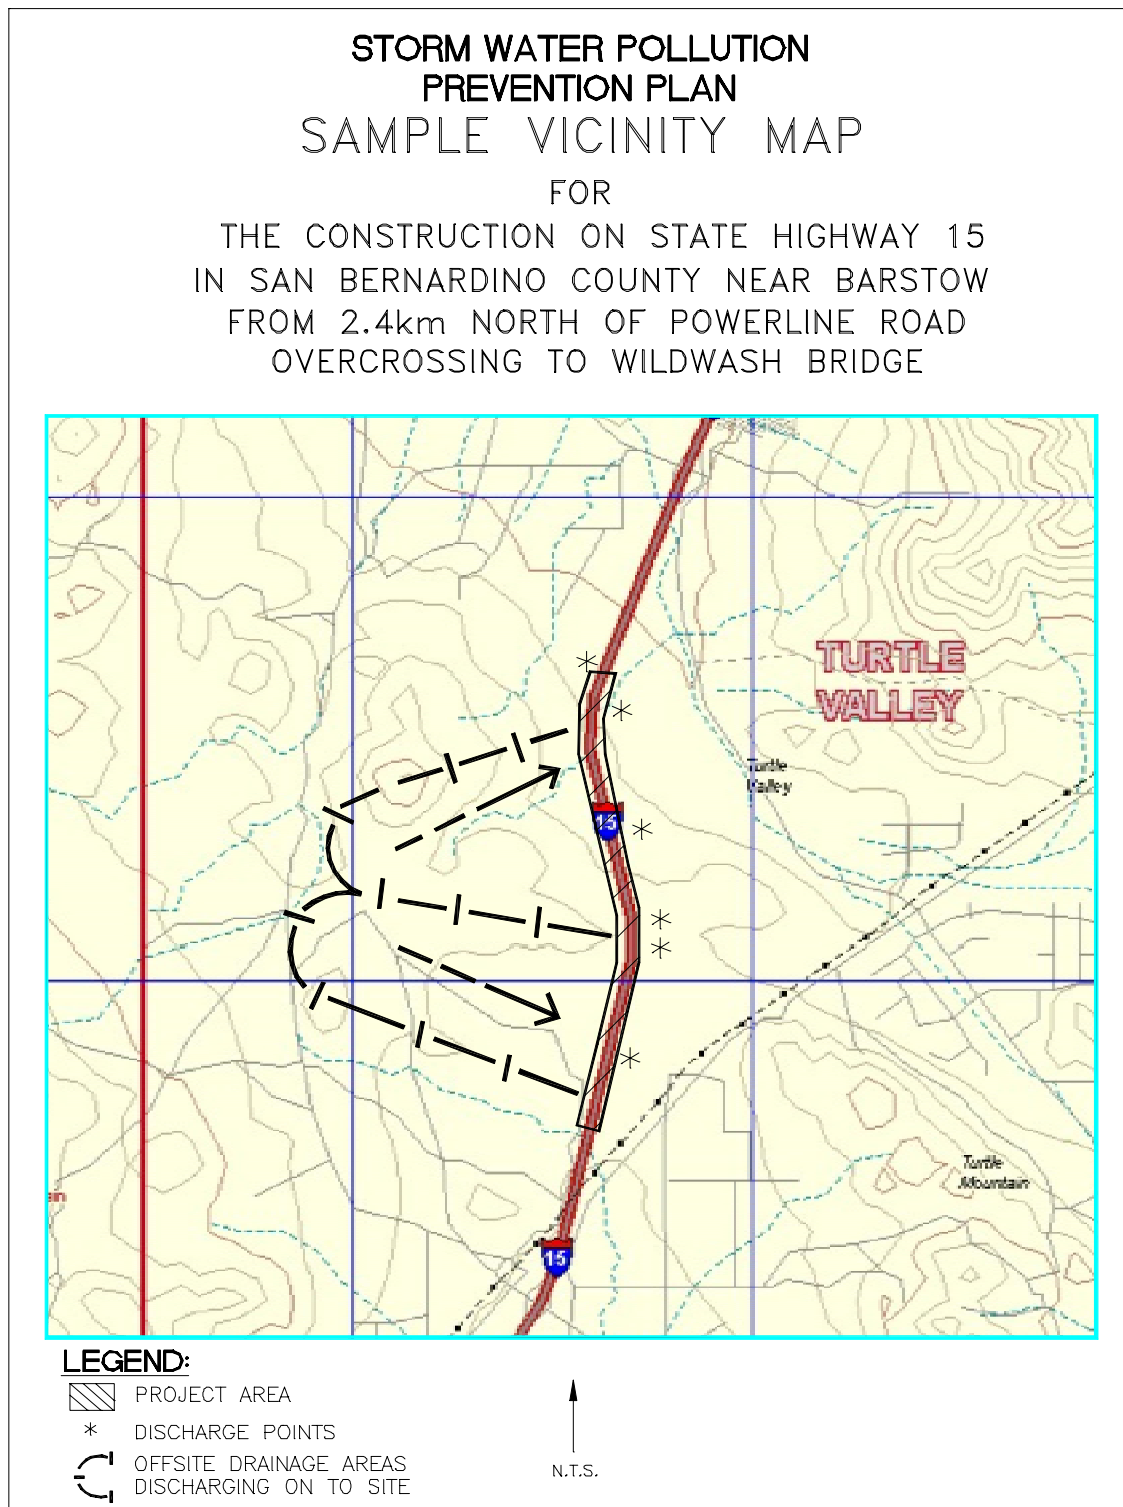 STORM WATER POLLUTION
PREVENTION PLAN
SAMPLE VICINITY MAP
FOR
THE CONSTRUCTION ON STATE HIGHWAY 15
IN SAN BERNARDINO COUNTY NEAR BARSTOW
FROM 2.4km NORTH OF POWERLINE ROAD
OVERCROSSING TO WILDWASH BRIDGE
TURTLE
VALLEY
Turtle
Valley
15
Turtle
Mountain
15
LEGEND:
PROJECT AREA
DISCHARGE POINTS
OFFSITE DRAINAGE AREAS
DISCHARGING ON TO SITE
N.T.S.